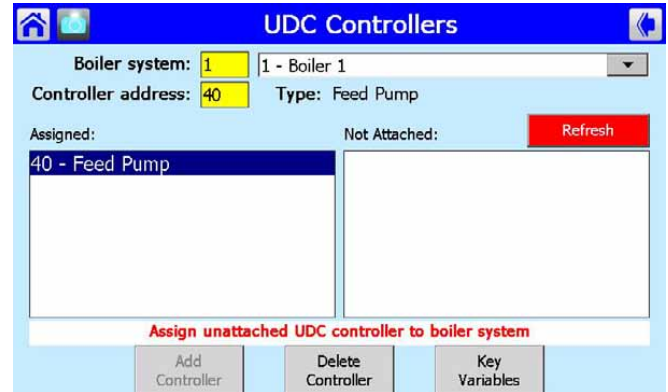 UDC Controllers
Boiler system: 1 1 - Boiler 1
Controller address: 40 Type: Feed Pump
Assigned: Not Attached: Refresh
40 - Feed Pump
Assign unattached UDC controller to boiler system
Add Controller
Delete Controller
Key Variables